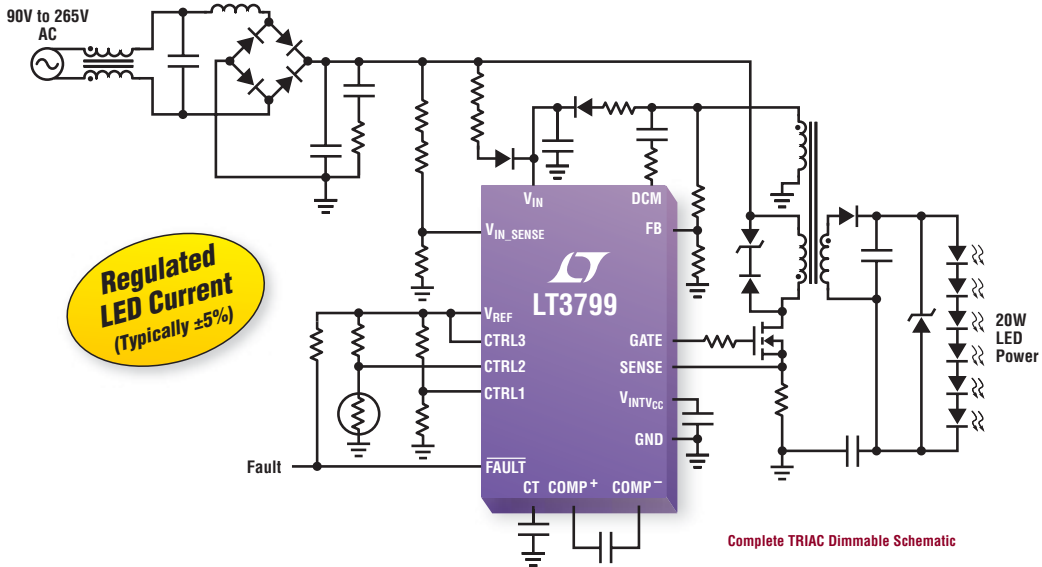 90V to 265V
AC
Regulated
LED Current
(Typically ±5%)
VIN
DCM
VIN_SENSE
FB
LT3799
VREF
CTRL3
GATE
CTRL2
SENSE
CTRL1
VINTVCC
GND
Fault
FAULT
CT
COMP+
COMP–
20W
LED
Power
Complete TRIAC Dimmable Schematic